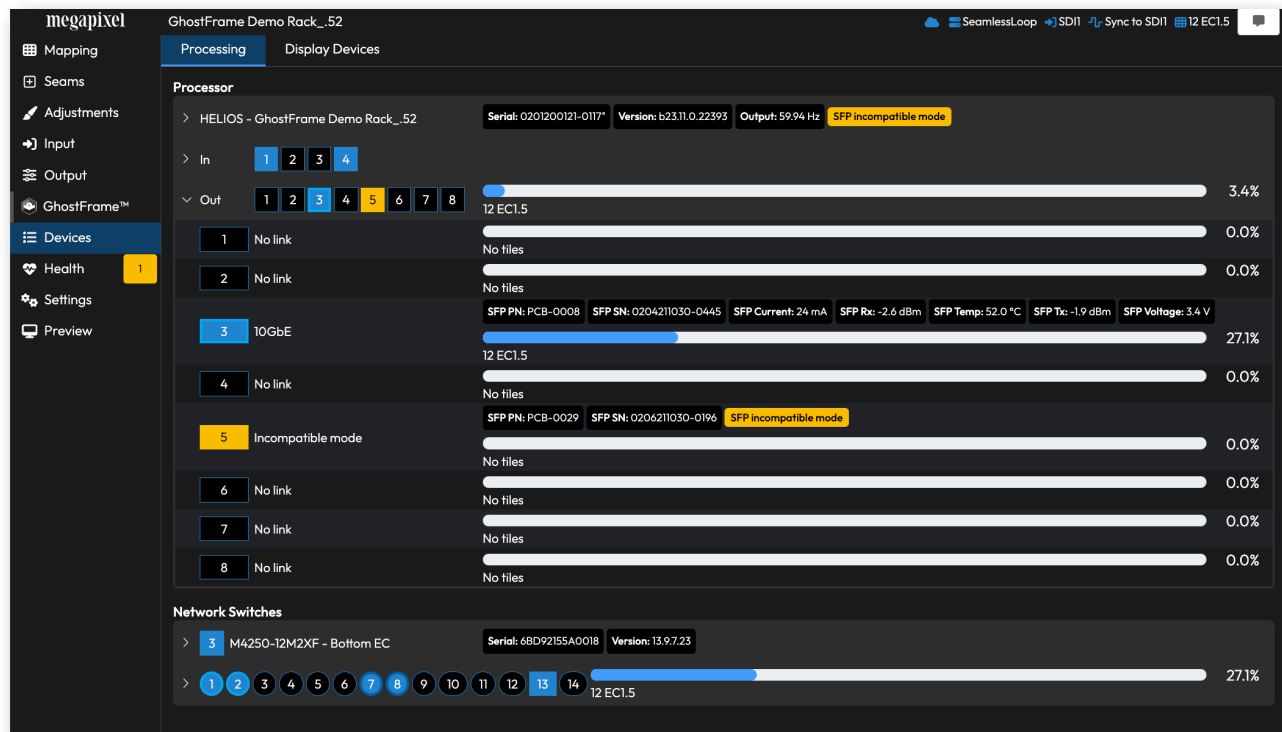 megapixel
GhostFrame Demo Rack_.52
SeamlessLoop SDI1 Sync to SDI1 12 EC1.5
Mapping
Seams
Adjustments
Input
Output
GhostFrame™
Devices
Health 1
Settings
Preview
Processing Display Devices
Processor
HELIOS - GhostFrame Demo Rack_.52 Serial: 0201200121-0117" Version: b23.11.0.22393 Output: 59.94 Hz SFP incompatible mode
In 1 2 3 4
Out 1 2 3 4 5 6 7 8 3.4%
12 EC1.5
1 No link 0.0%
No tiles
2 No link 0.0%
No tiles
SFP PN: PCB-0008 SFP SN: 0204211030-0445 SFP Current: 24 mA SFP Rx: -2.6 dBm SFP Temp: 52.0 °C SFP Tx: -1.9 dBm SFP Voltage: 3.4 V
3 10GbE 27.1%
12 EC1.5
4 No link 0.0%
No tiles
SFP PN: PCB-0029 SFP SN: 0206211030-0196 SFP incompatible mode
5 Incompatible mode 0.0%
No tiles
6 No link 0.0%
No tiles
7 No link 0.0%
No tiles
8 No link 0.0%
No tiles
Network Switches
3 M4250-12M2XF - Bottom EC Serial: 6BD92155A0018 Version: 13.9.7.23
1 2 3 4 5 6 7 8 9 10 11 12 13 14 27.1%
12 EC1.5